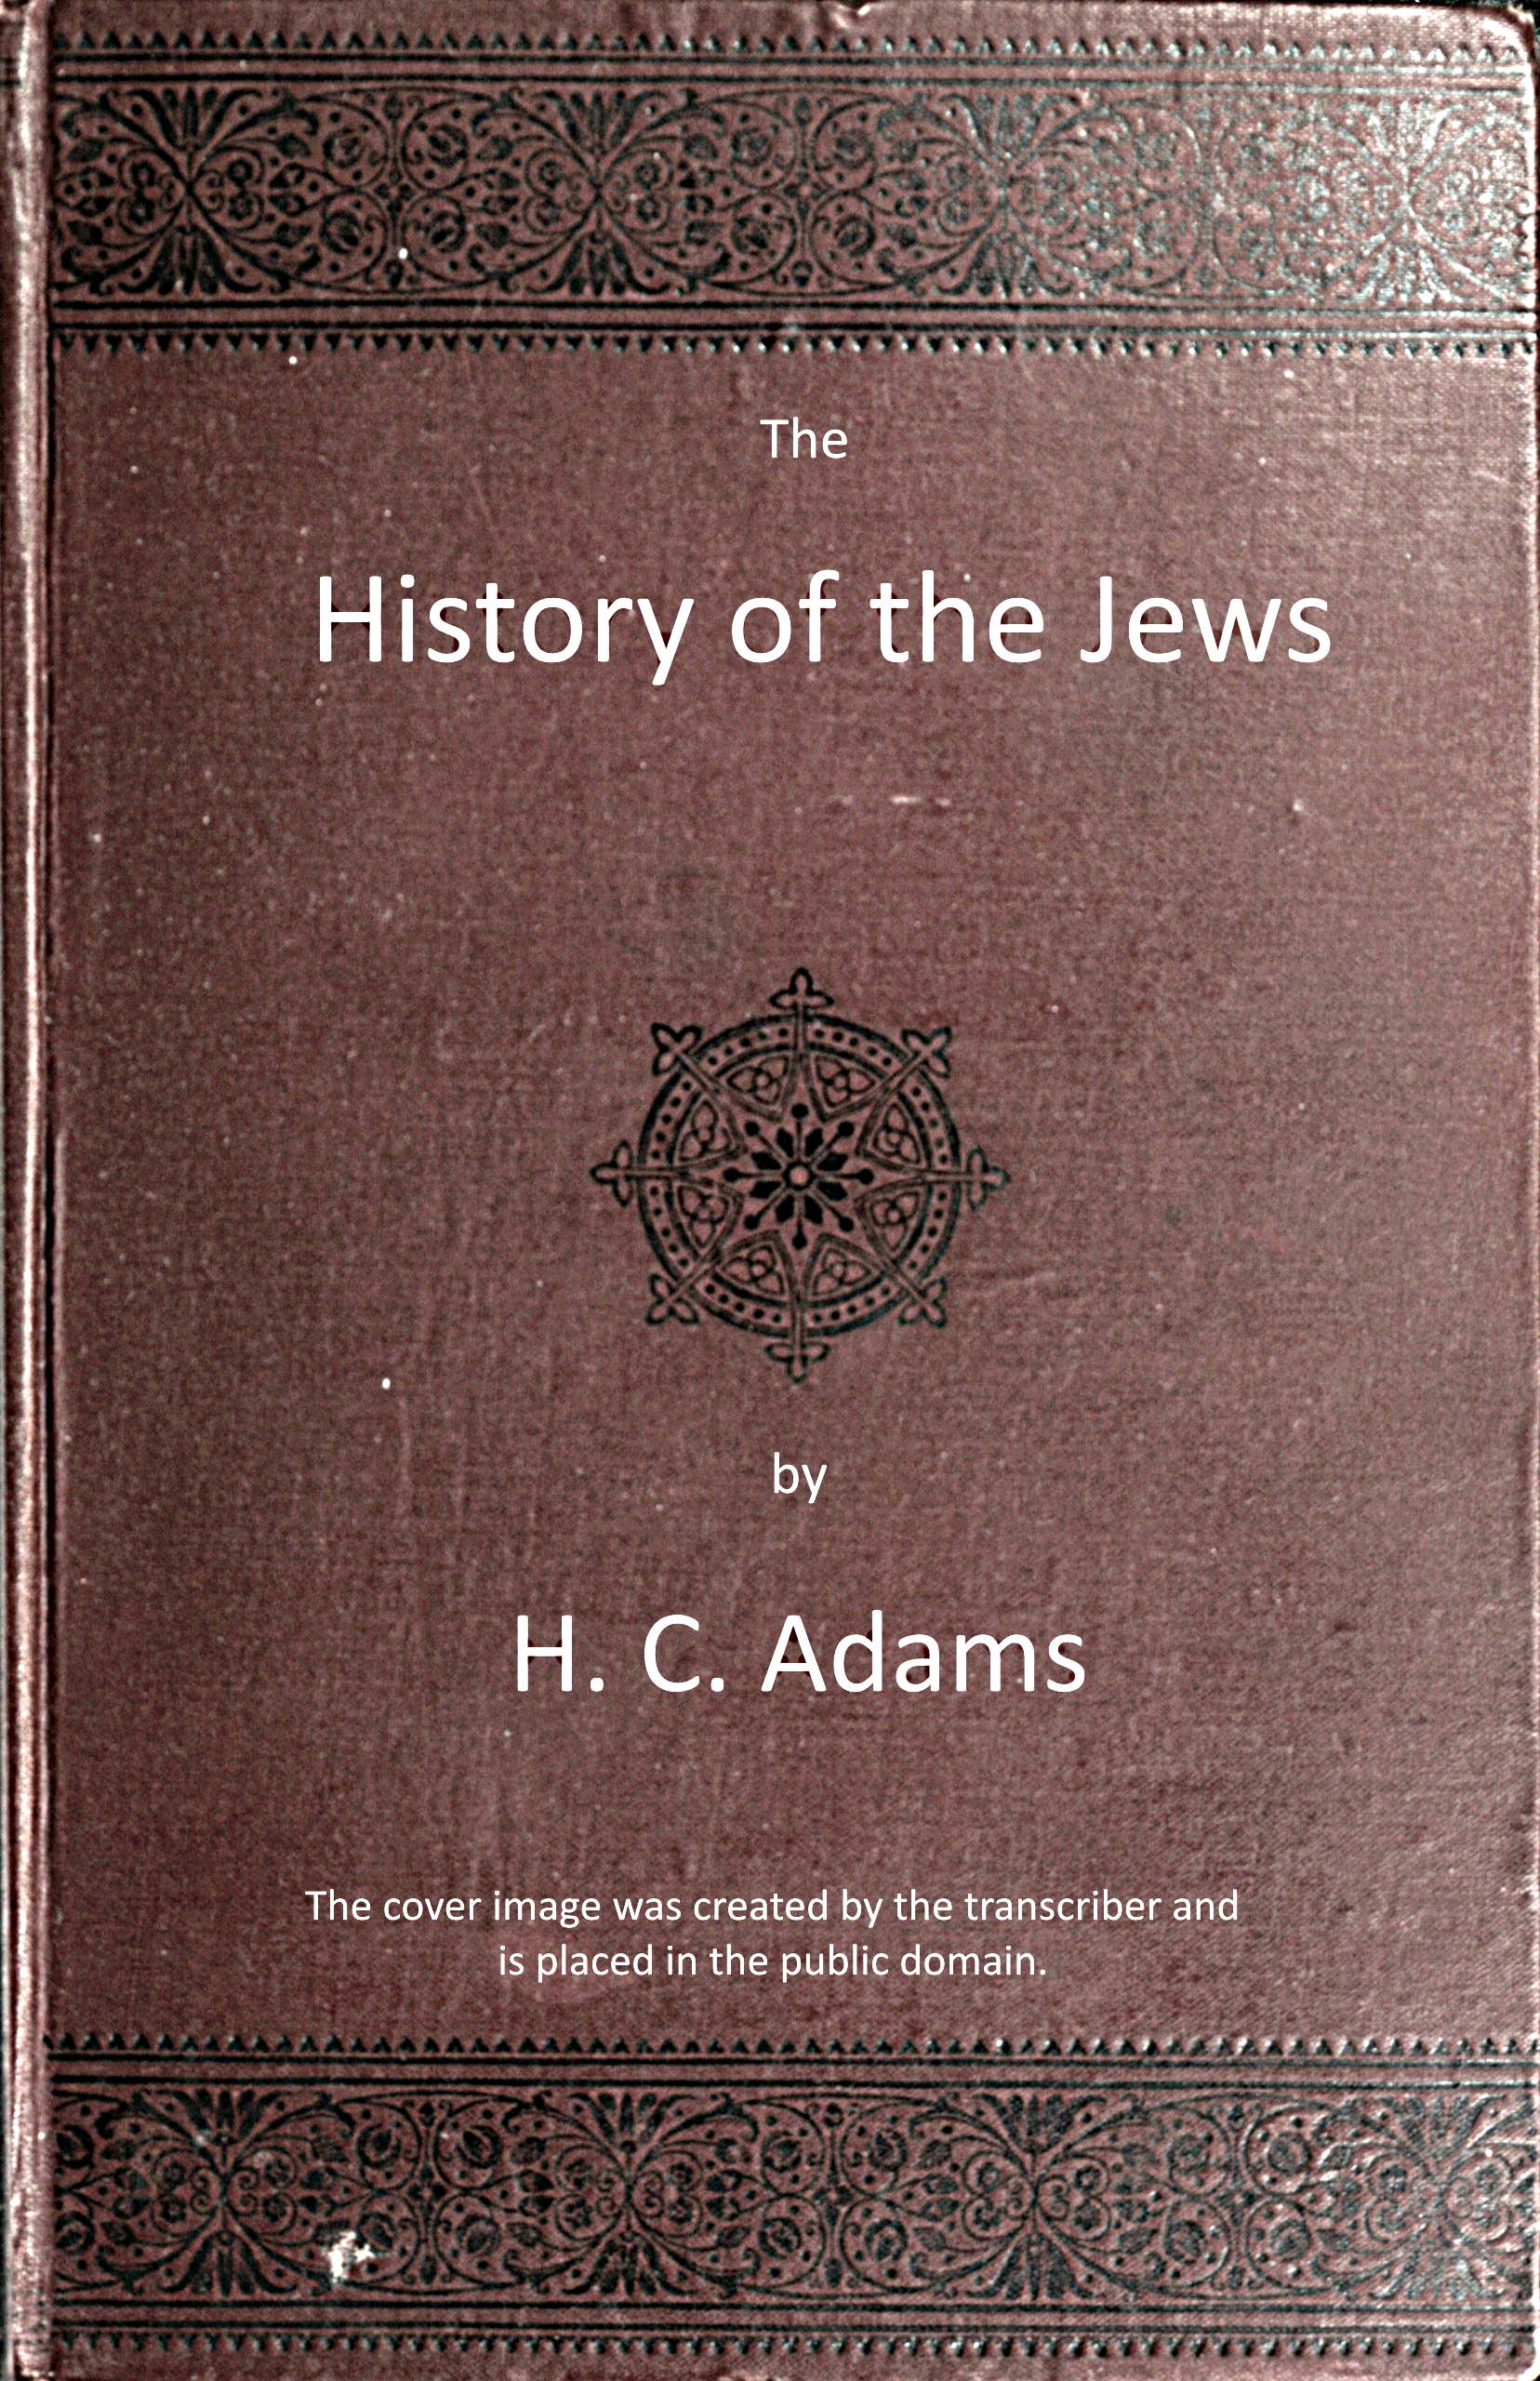 The
History of the Jews
by
H. C. Adams
The cover image was created by the transcriber and
is placed in the public domain.